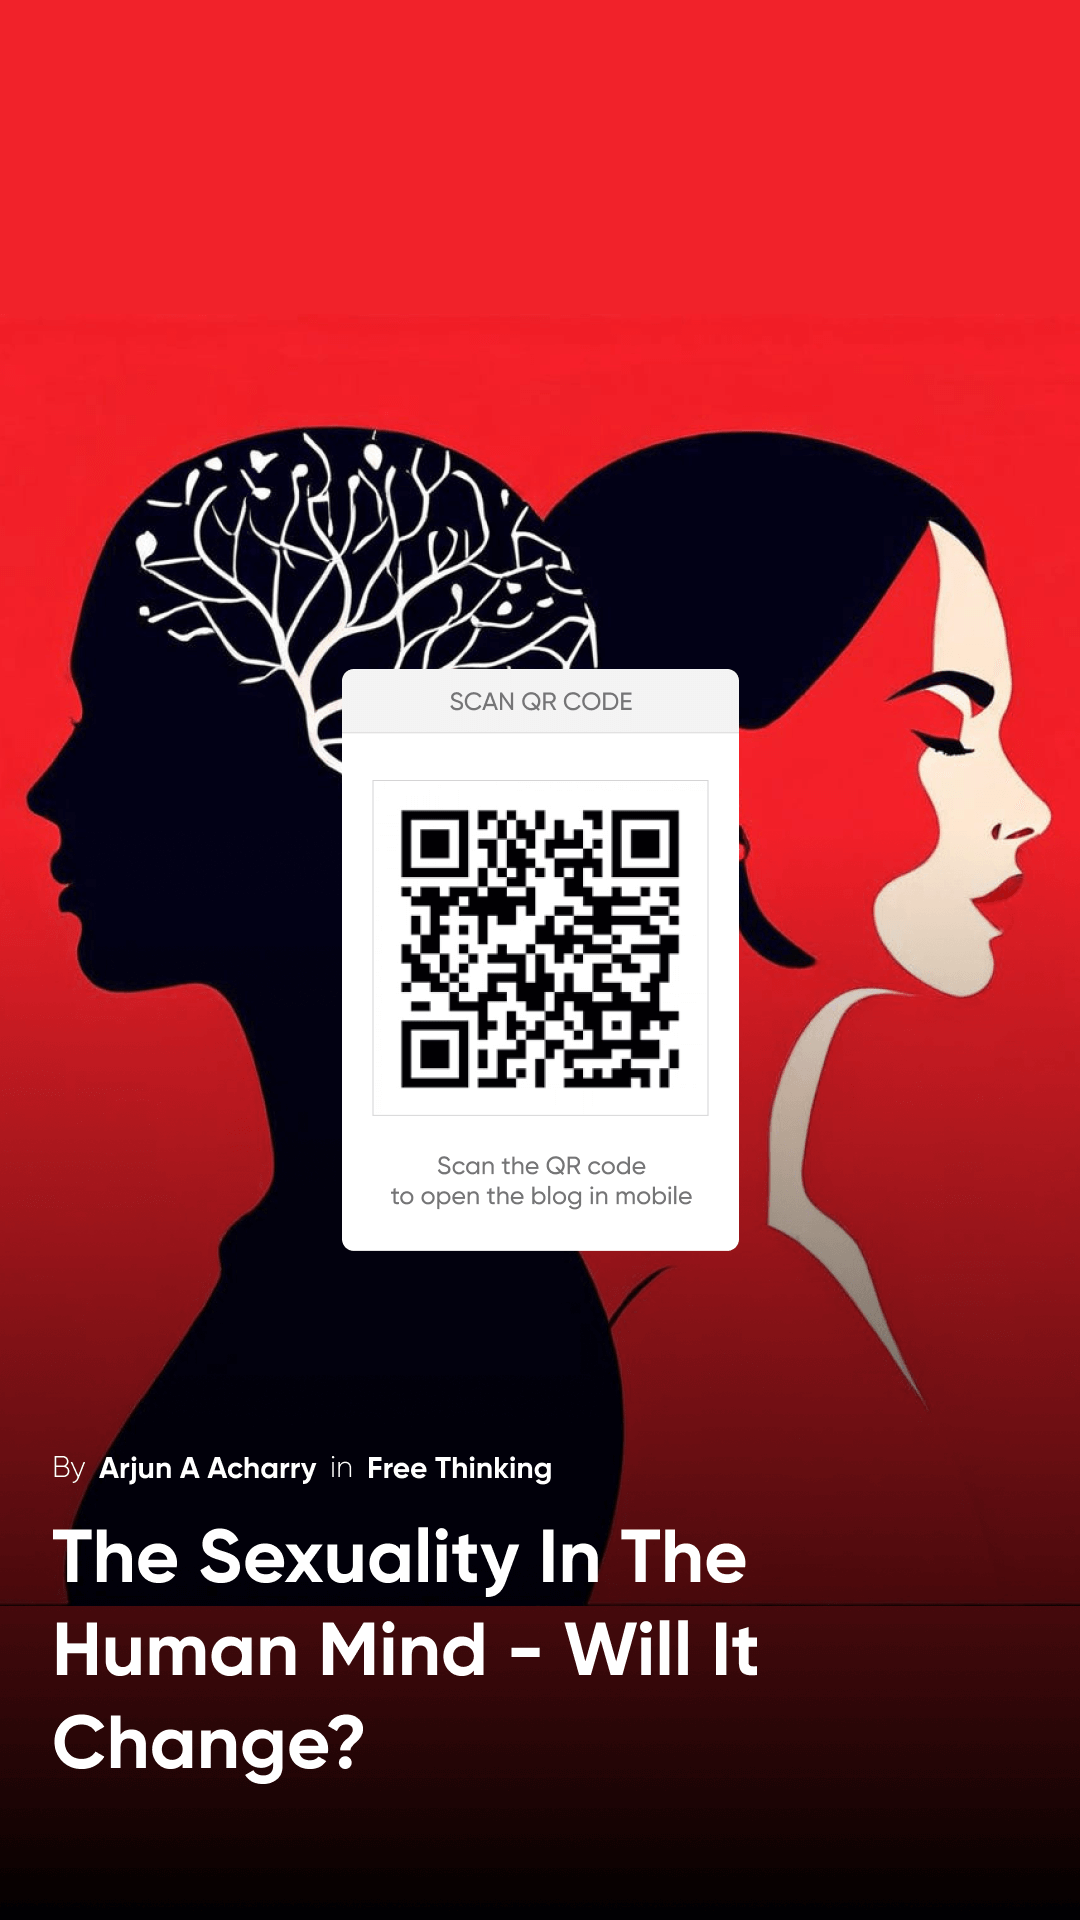 SCAN QR CODE
Scan the QR code
to open the blog in mobile
By Arjun A Acharry in Free Thinking
The Sexuality In The
Human Mind - Will It
Change?